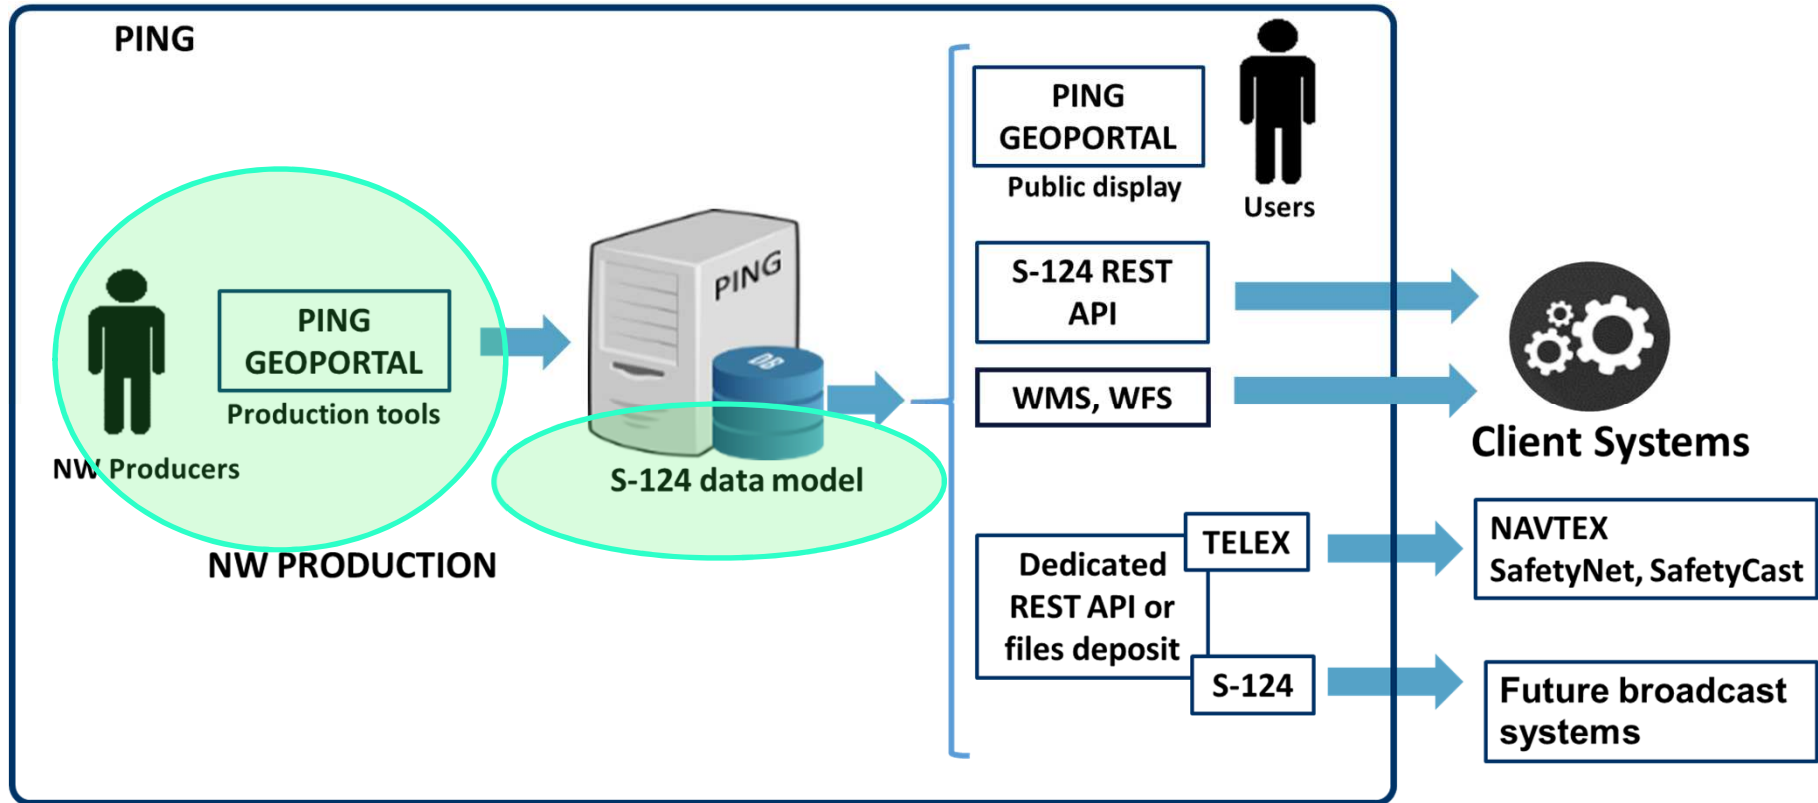 PING
PING
GEOPORTAL
Production tools
NW Producers
NW PRODUCTION
PING
DB
S-124 data model
PING
GEOPORTAL
Public display
Users
S-124 REST
API
WMS, WFS
Client Systems
Dedicated
REST API or
files deposit
TELEX
S-124
NAVTEX
SafetyNet, SafetyCast
Future broadcast
systems